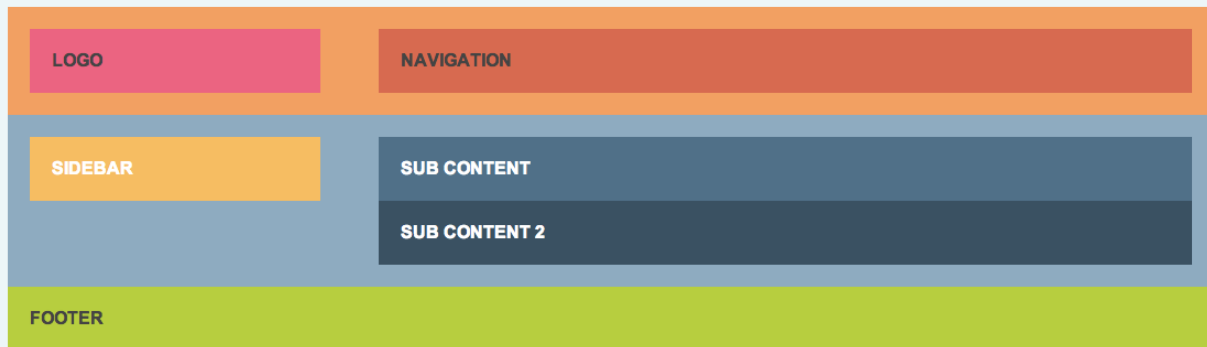 LOGO
NAVIGATION
SIDEBAR
SUB CONTENT
SUB CONTENT 2
FOOTER